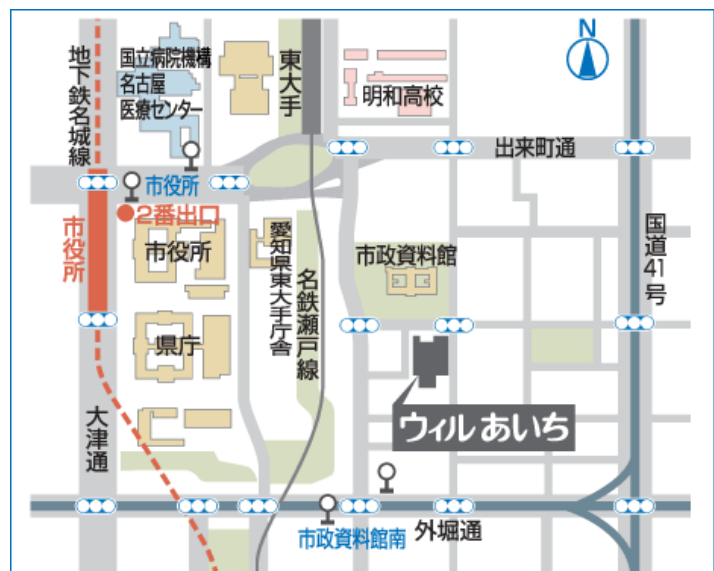 地下鉄名城線
国立病院機構
名古屋
医療センター
東大手
明和高校
N
出来町通
市役所
2番出口
市役所
市役所
愛知県東大手庁舎
名鉄瀬戸線
市政資料館
国道41号
県庁
ウィルあいち
大津通
市政資料館南
外堀通